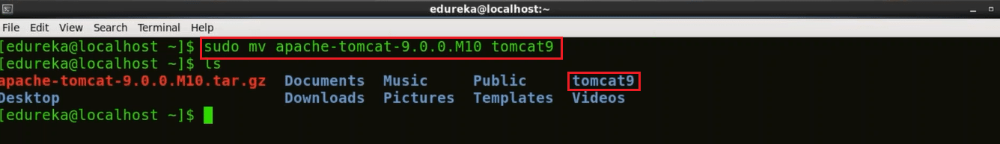 edureka@localhost:~
File Edit View Search Terminal Help
[edureka@localhost ~]$ sudo mv apache-tomcat-9.0.0.M10 tomcat9
[edureka@localhost ~]$ ls
apache-tomcat-9.0.0.M10.tar.gz Documents Music Public tomcat9
Desktop Downloads Pictures Templates Videos
[edureka@localhost ~]$